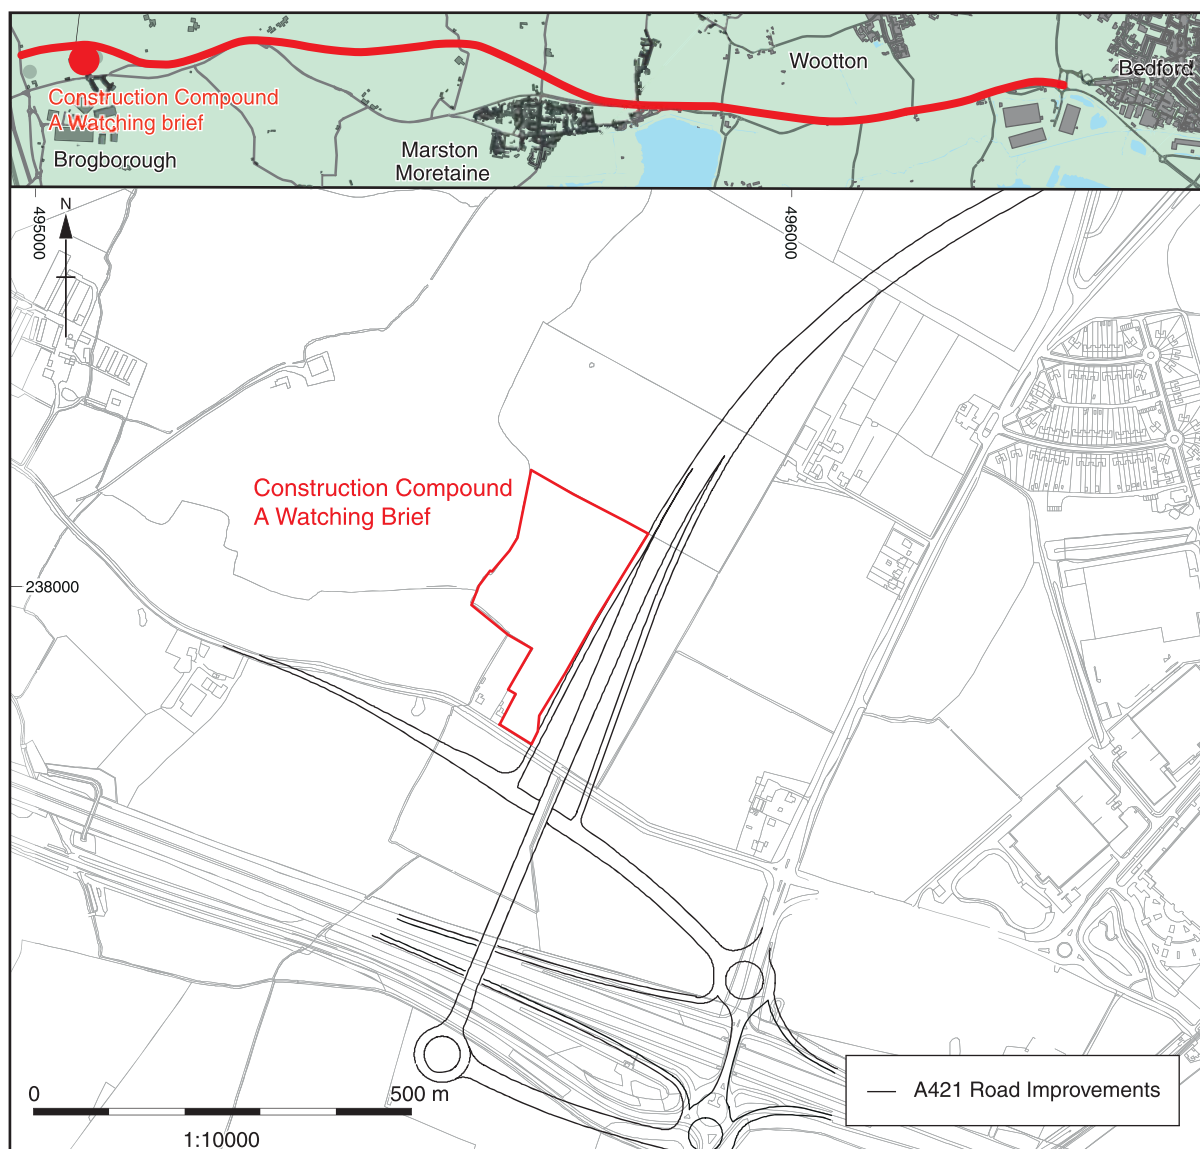 Wootton
Bedford
Construction Compound
A Watching brief
Brogborough
Marston
Moretaine
495000
N
496000
Construction Compound
A Watching Brief
238000
0
500 m
1:10000
A421 Road Improvements